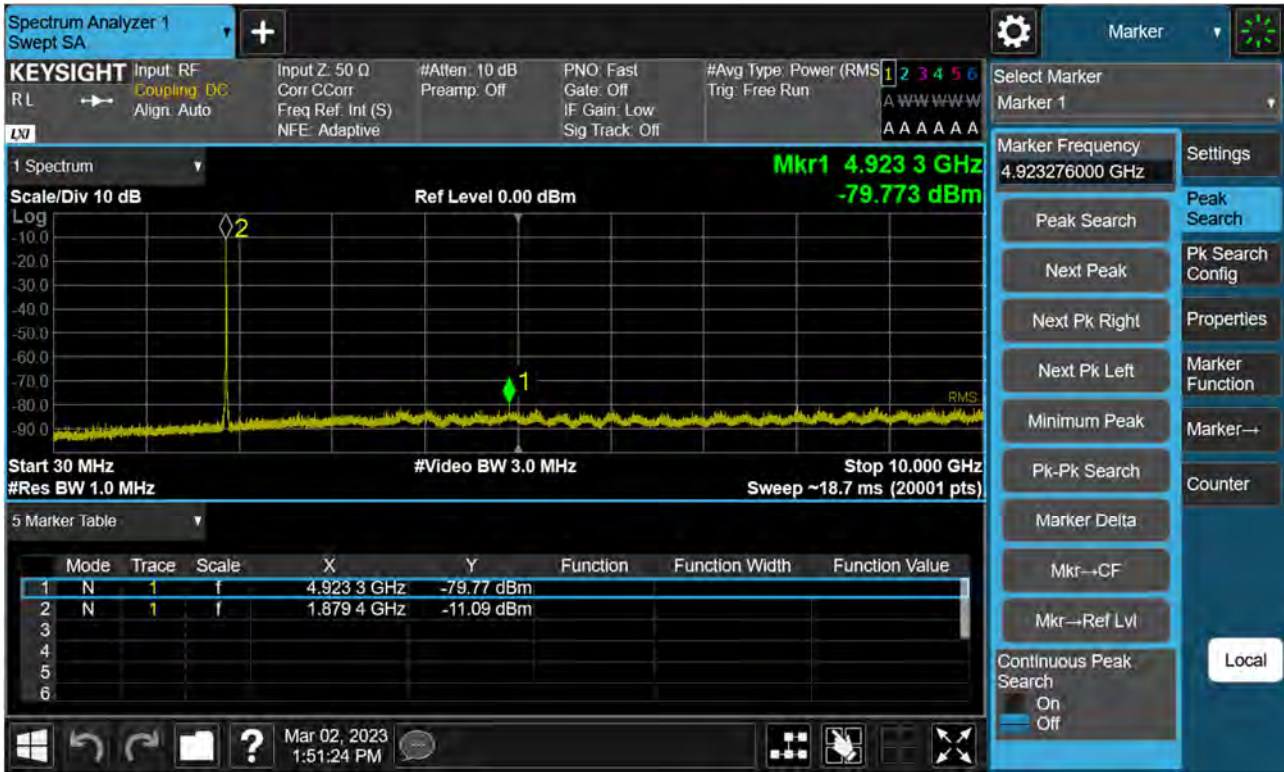 Spectrum Analyzer 1
Swept SA
+
Marker
KEYSIGHT
RL
LXI
Input: RF
Coupling: DC
Align: Auto
Input Z: 50 Ω
Corr CCorr
Freq Ref: Int (S)
NFE: Adaptive
#Atten: 10 dB
Preamp: Off
PNO: Fast
Gate: Off
IF Gain: Low
Sig Track: Off
#Avg Type: Power (RMS
Trig: Free Run
1 2 3 4 5 6
A W W W W W
A A A A A A
1 Spectrum
Scale/Div 10 dB
Ref Level 0.00 dBm
Mkr1 4.923 3 GHz
-79.773 dBm
Log
-10.0
-20.0
-30.0
-40.0
-50.0
-60.0
-70.0
-80.0
-90.0
2
1
RMS
Start 30 MHz
#Video BW 3.0 MHz
Stop 10.000 GHz
#Res BW 1.0 MHz
Sweep ~18.7 ms (20001 pts)
5 Marker Table
Mode Trace Scale X Y Function Function Width Function Value
1 N 1 f 4.923 3 GHz -79.77 dBm
2 N 1 f 1.879 4 GHz -11.09 dBm
3
4
5
6
Select Marker
Marker 1
Marker Frequency
4.923276000 GHz
Peak Search
Next Peak
Next Pk Right
Next Pk Left
Minimum Peak
Pk-Pk Search
Marker Delta
Mkr→CF
Mkr→Ref Lvl
Continuous Peak
Search
On
Off
Settings
Peak
Search
Pk Search
Config
Properties
Marker
Function
Marker→
Counter
Local
?
Mar 02, 2023
1:51:24 PM